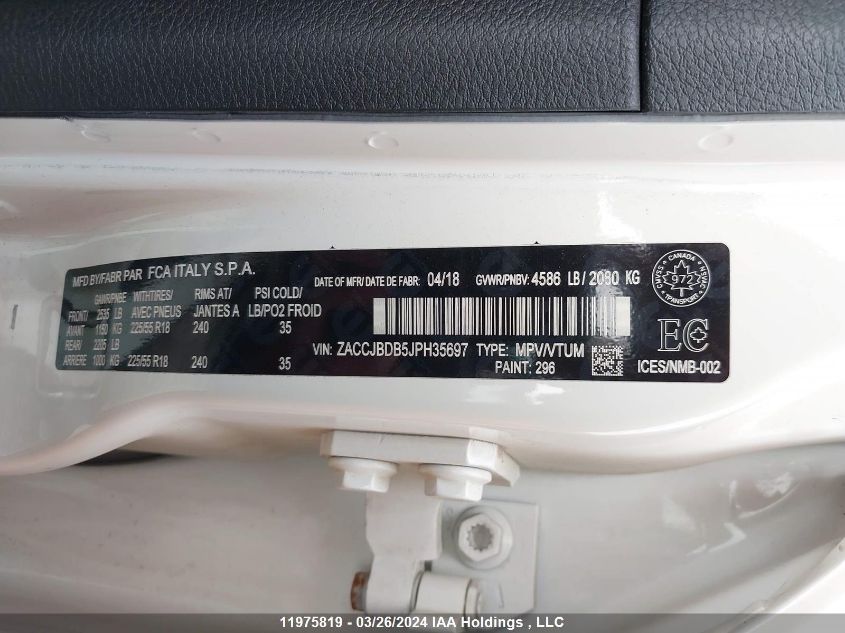 MFD BY/FABR PAR FCA ITALY S.P.A. DATE OF MFR/DATE DE FABR: 04/18 GVWR/PNBV: 4586 LB / 2080 KG
GAWR/PNBE WITH TIRES/ RIMS AT/ PSI COLD/
FRONT/ 2535 LB AVEC PNEUS JANTES A LB/PO2 FROID
AVANT 1150 KG 225/55 R18 240 35
REAR/ 2205 LB
ARRIERE 1000 KG 225/55 R18 240 35
VIN: ZACCJBDB5JPH35697 TYPE: MPV/VTUM
PAINT: 296
CANADA
972
TRANSPORT
EC
ICES/NMB-002
11975819 - 03/26/2024 IAA Holdings , LLC